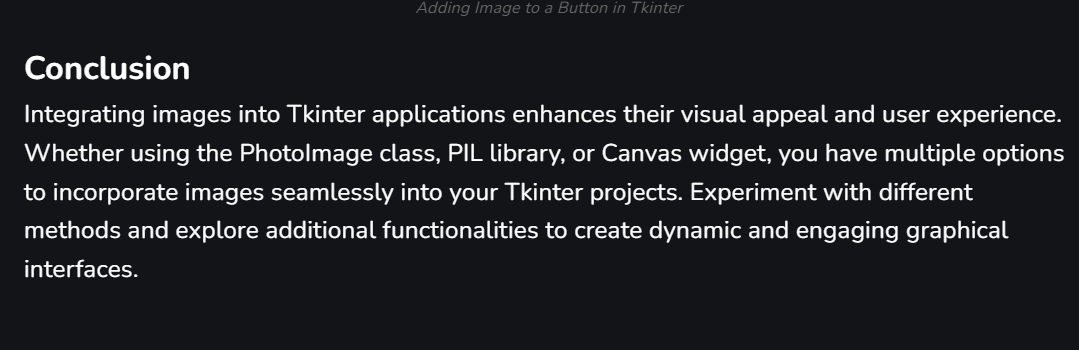 Adding Image to a Button in Tkinter
Conclusion
Integrating images into Tkinter applications enhances their visual appeal and user experience.
Whether using the PhotoImage class, PIL library, or Canvas widget, you have multiple options
to incorporate images seamlessly into your Tkinter projects. Experiment with different
methods and explore additional functionalities to create dynamic and engaging graphical
interfaces.